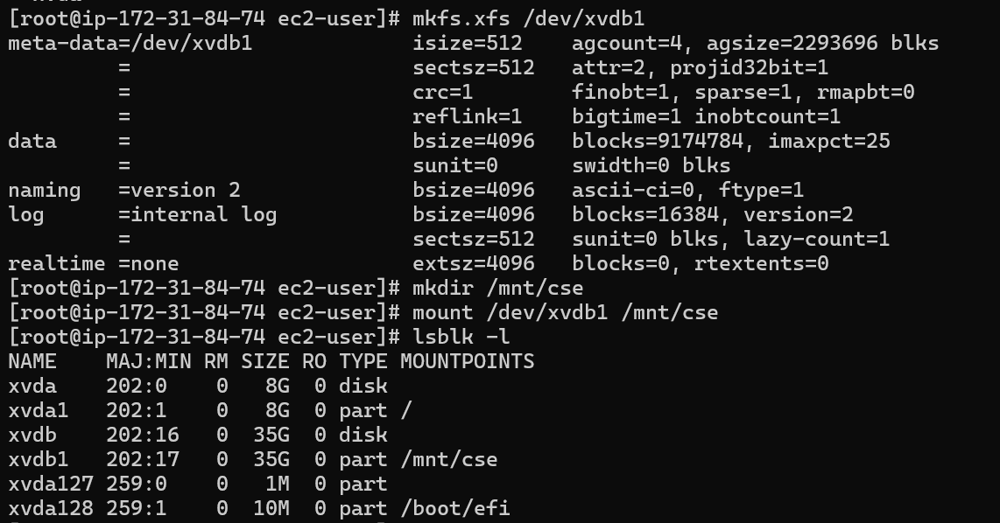 [root@ip-172-31-84-74 ec2-user]# mkfs.xfs /dev/xvdb1
meta-data=/dev/xvdb1             isize=512    agcount=4, agsize=2293696 blks
         =                       sectsz=512   attr=2, projid32bit=1
         =                       crc=1        finobt=1, sparse=1, rmapbt=0
         =                       reflink=1    bigtime=1 inobtcount=1
data     =                       bsize=4096   blocks=9174784, imaxpct=25
         =                       sunit=0      swidth=0 blks
naming   =version 2              bsize=4096   ascii-ci=0, ftype=1
log      =internal log           bsize=4096   blocks=16384, version=2
         =                       sectsz=512   sunit=0 blks, lazy-count=1
realtime =none                   extsz=4096   blocks=0, rtextents=0
[root@ip-172-31-84-74 ec2-user]# mkdir /mnt/cse
[root@ip-172-31-84-74 ec2-user]# mount /dev/xvdb1 /mnt/cse
[root@ip-172-31-84-74 ec2-user]# lsblk -l
NAME    MAJ:MIN RM SIZE RO TYPE MOUNTPOINTS
xvda    202:0    0   8G  0 disk
xvda1   202:1    0   8G  0 part /
xvdb    202:16   0  35G  0 disk
xvdb1   202:17   0  35G  0 part /mnt/cse
xvda127 259:0    0   1M  0 part
xvda128 259:1    0  10M  0 part /boot/efi